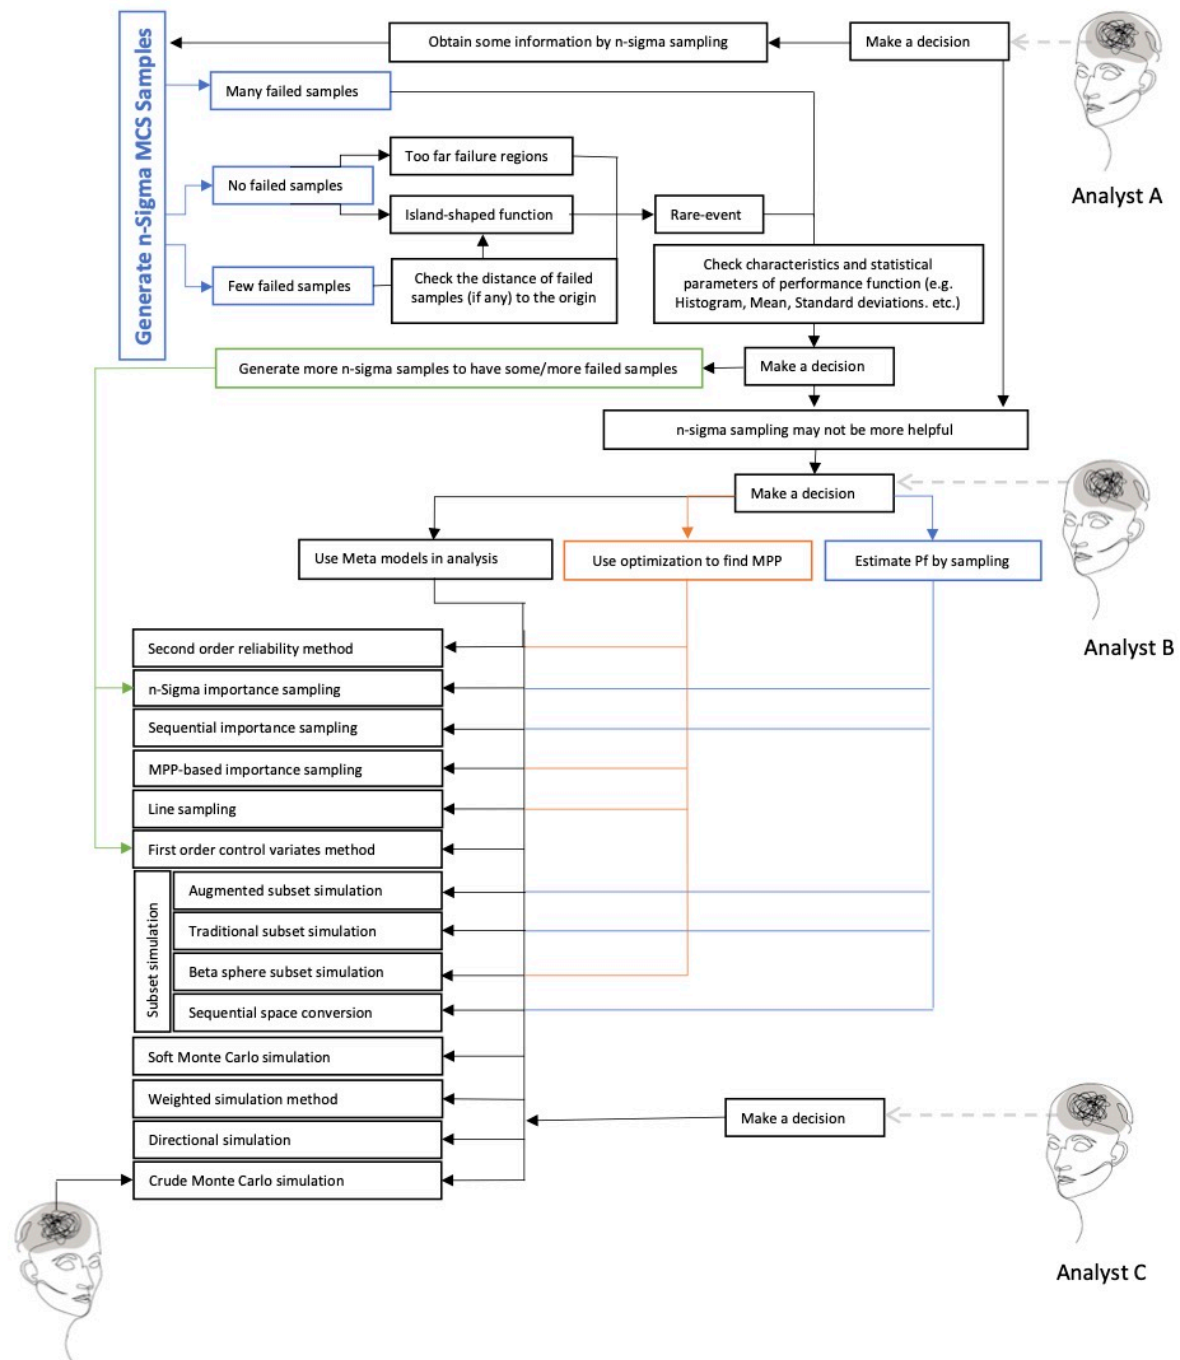 Generate n-Sigma MCS Samples
Obtain some information by n-sigma sampling
Make a decision
Many failed samples
Analyst A
Too far failure regions
No failed samples
Island-shaped function
Rare-event
Few failed samples
Check the distance of failed
samples (if any) to the origin
Check characteristics and statistical
parameters of performance function (e.g.
Histogram, Mean, Standard deviations. etc.)
Generate more n-sigma samples to have some/more failed samples
Make a decision
n-sigma sampling may not be more helpful
Make a decision
Use Meta models in analysis
Use optimization to find MPP
Estimate Pf by sampling
Analyst B
Second order reliability method
n-Sigma importance sampling
Sequential importance sampling
MPP-based importance sampling
Line sampling
First order control variates method
Subset simulation
Augmented subset simulation
Traditional subset simulation
Beta sphere subset simulation
Sequential space conversion
Soft Monte Carlo simulation
Weighted simulation method
Make a decision
Directional simulation
Crude Monte Carlo simulation
Analyst C